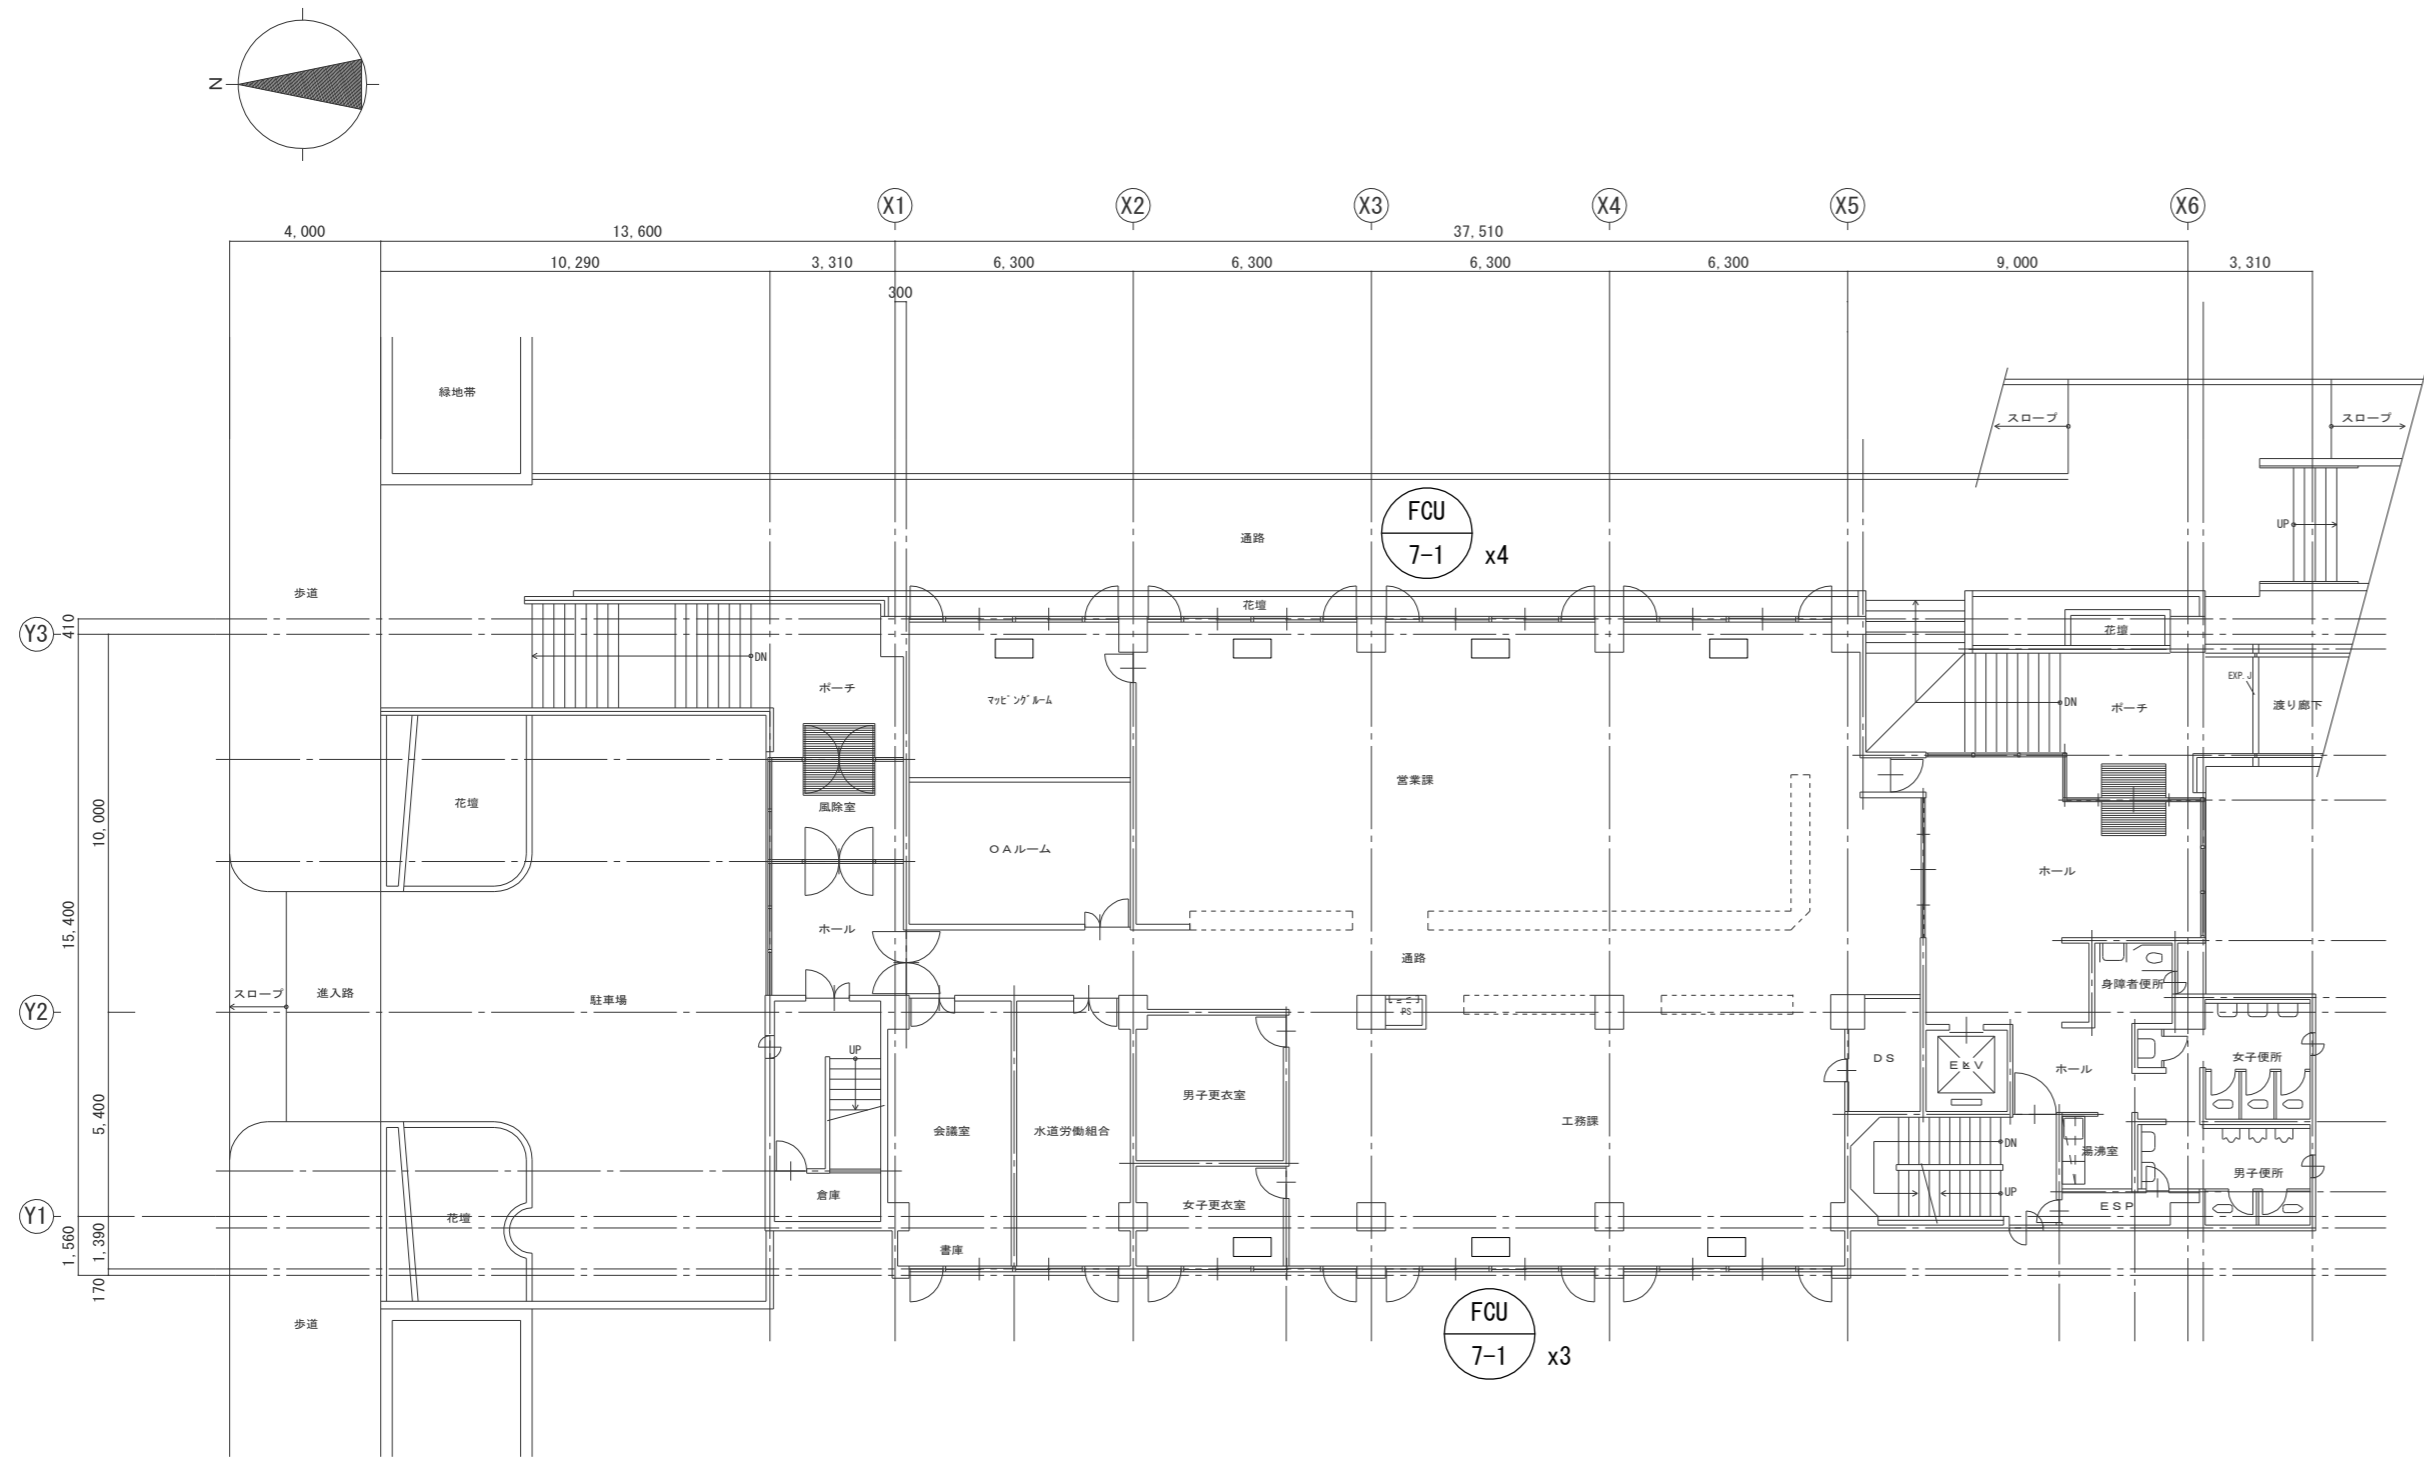 N
X1
X2
X3
X4
X5
X6
4,000
13,600
37,510
10,290
3,310
6,300
6,300
6,300
6,300
9,000
3,310
300
緑地帯
スロープ
スロープ
FCU
7-1
x4
UP
通路
歩道
花壇
Y3
410
花壇
DN
ポーチ
マッピングルーム
EXP.J
DN
ポーチ
渡り廊下
営業課
花壇
風除室
10,000
OAルーム
ホール
15,400
ホール
通路
スロープ
進入路
駐車場
身障者便所
Y2
PS
UP
DS
ELV
ホール
女子便所
5,400
男子更衣室
会議室
水道労働組合
工務課
DN
湯沸室
男子便所
倉庫
女子更衣室
UP
ESP
Y1
花壇
1,560
1,390
書庫
170
歩道
FCU
7-1
x3